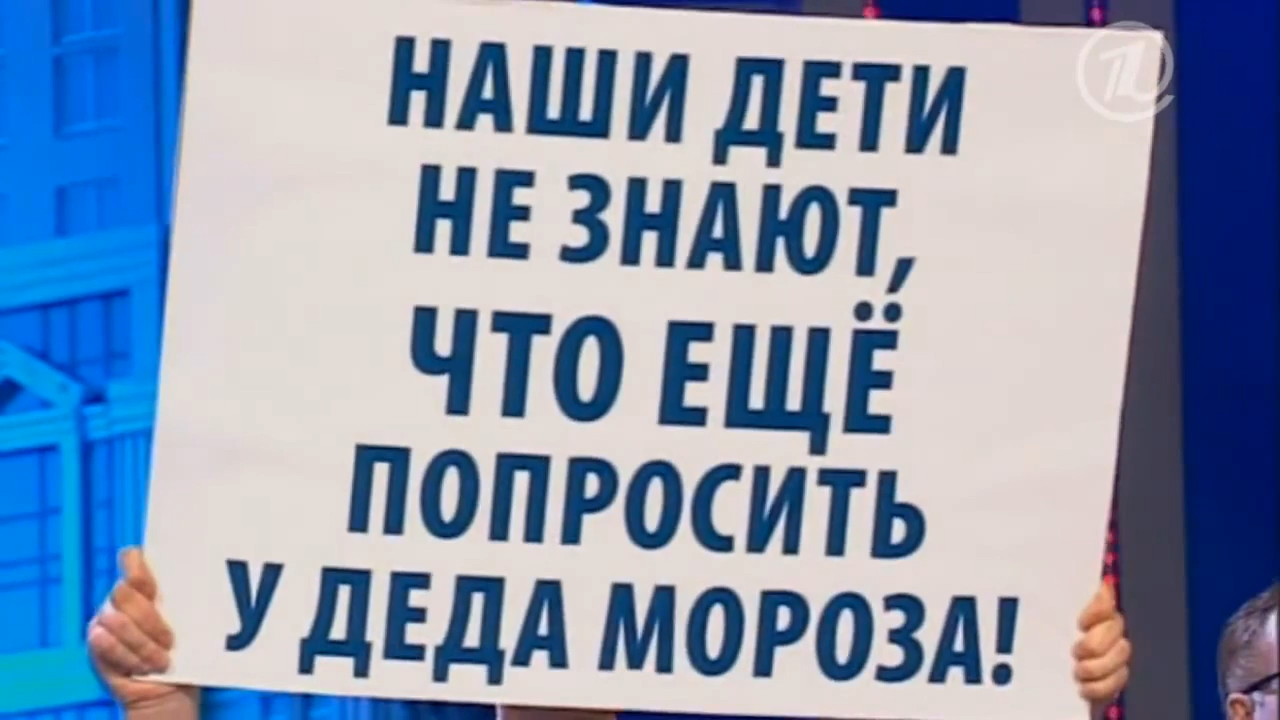 НАШИ ДЕТИ
НЕ ЗНАЮТ,
ЧТО ЕЩЁ
ПОПРОСИТЬ
У ДЕДА МОРОЗА!